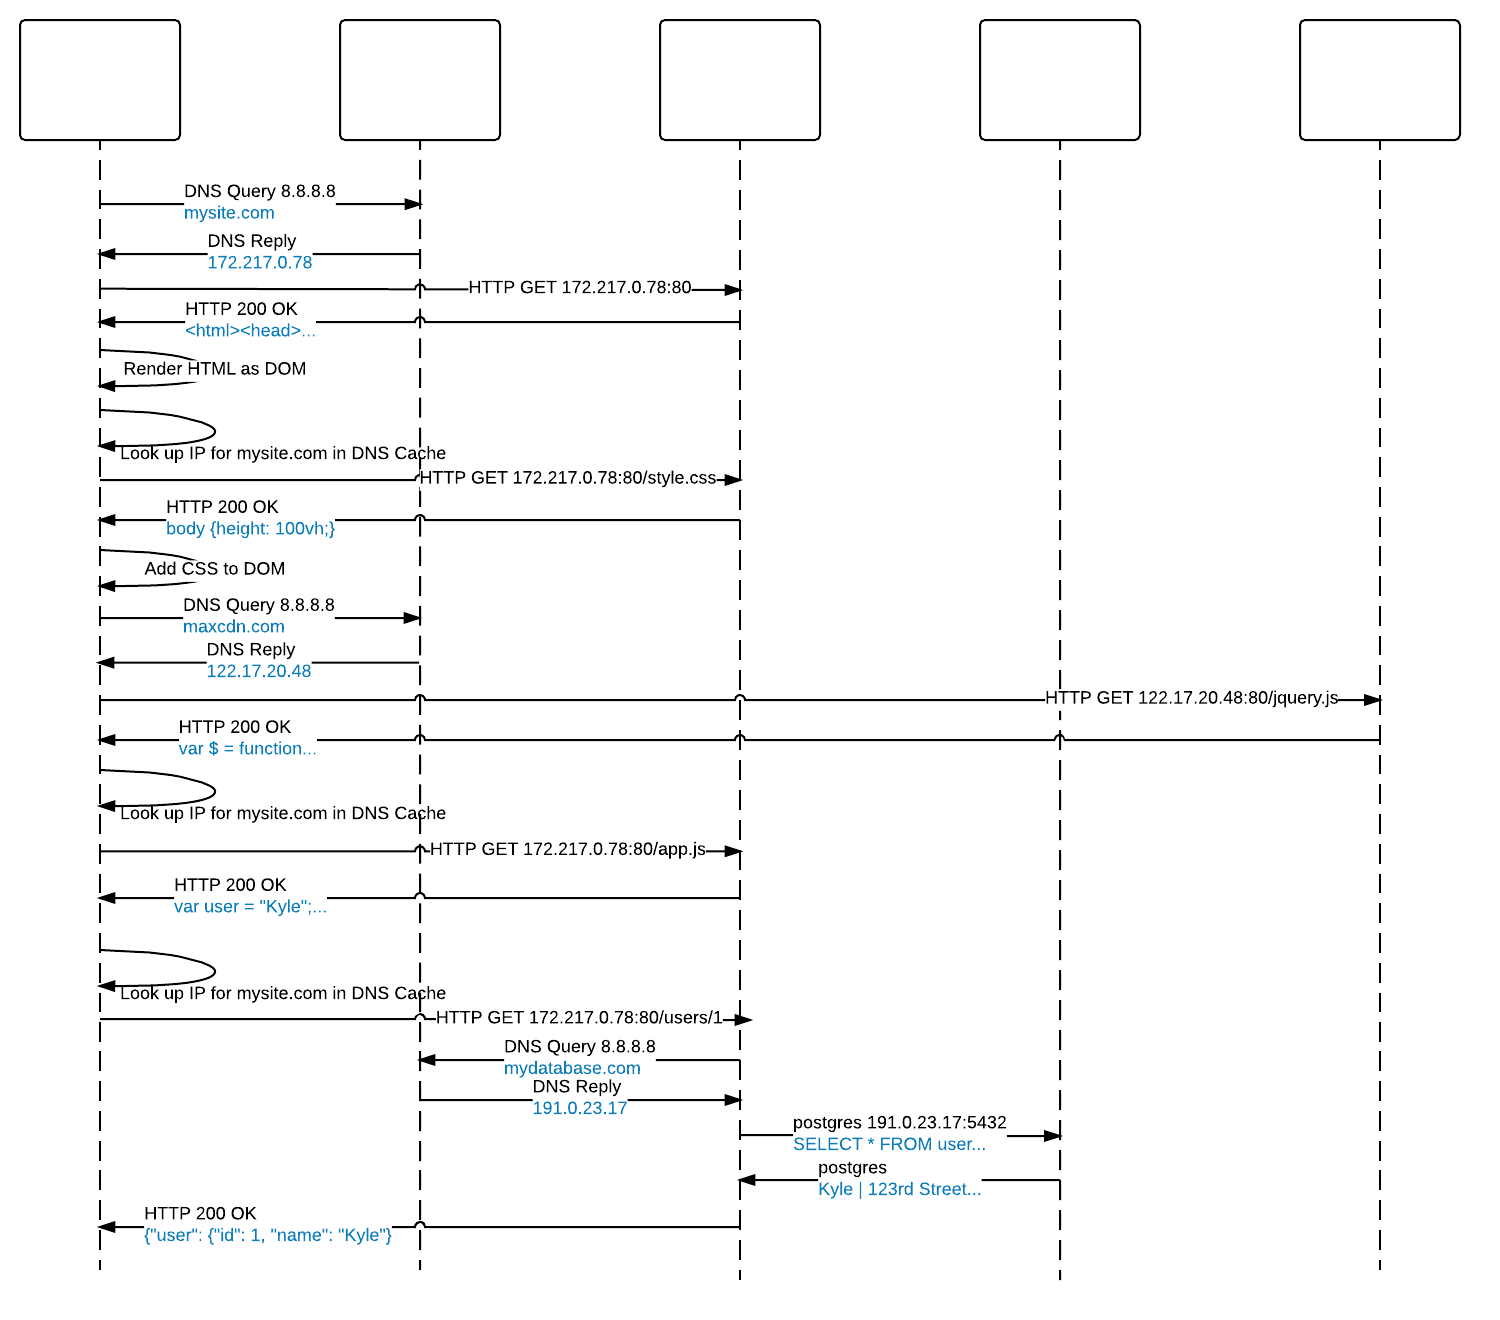 DNS Query 8.8.8.8
mysite.com
DNS Reply
172.217.0.78
HTTP GET 172.217.0.78:80
HTTP 200 OK
<html><head>...
Render HTML as DOM
Look up IP for mysite.com in DNS Cache
HTTP GET 172.217.0.78:80/style.css
HTTP 200 OK
body {height: 100vh;}
Add CSS to DOM
DNS Query 8.8.8.8
maxcdn.com
DNS Reply
122.17.20.48
HTTP GET 122.17.20.48:80/jquery.js
HTTP 200 OK
var $ = function...
Look up IP for mysite.com in DNS Cache
HTTP GET 172.217.0.78:80/app.js
HTTP 200 OK
var user = "Kyle";...
Look up IP for mysite.com in DNS Cache
HTTP GET 172.217.0.78:80/users/1
DNS Query 8.8.8.8
mydatabase.com
DNS Reply
191.0.23.17
postgres 191.0.23.17:5432
SELECT * FROM user...
postgres
Kyle | 123rd Street...
HTTP 200 OK
{"user": {"id": 1, "name": "Kyle"}